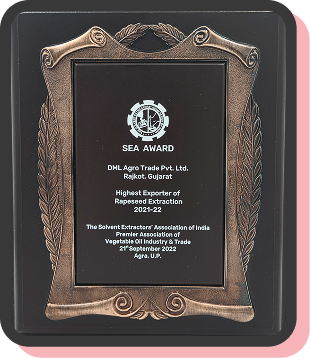 SEA AWARD
DML Agro Trade Pvt. Ltd.
Rajkot, Gujarat
Highest Exporter of
Rapeseed Extraction
2021-22
The Solvent Extractors' Association of India
Premier Association of
Vegetable Oil Industry & Trade
21st September 2022
Agra, U.P.